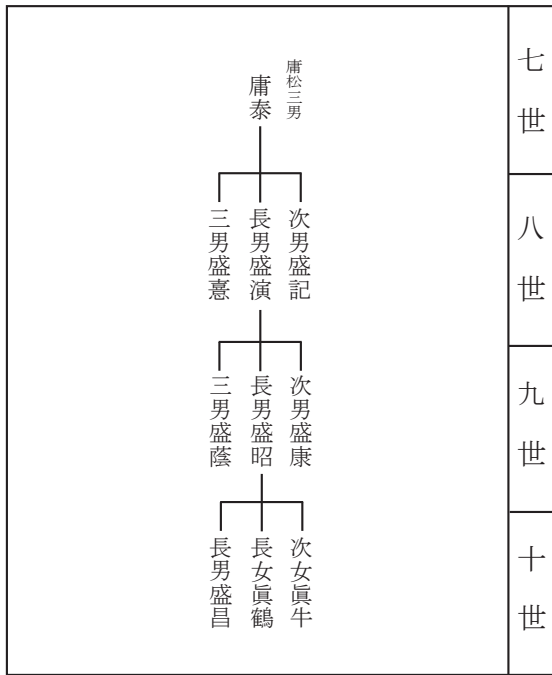 七世
庸松三男
庸泰
八世
次男盛記
長男盛演
三男盛憙
九世
次男盛康
長男盛昭
三男盛蔭
十世
次女眞牛
長女眞鶴
長男盛昌